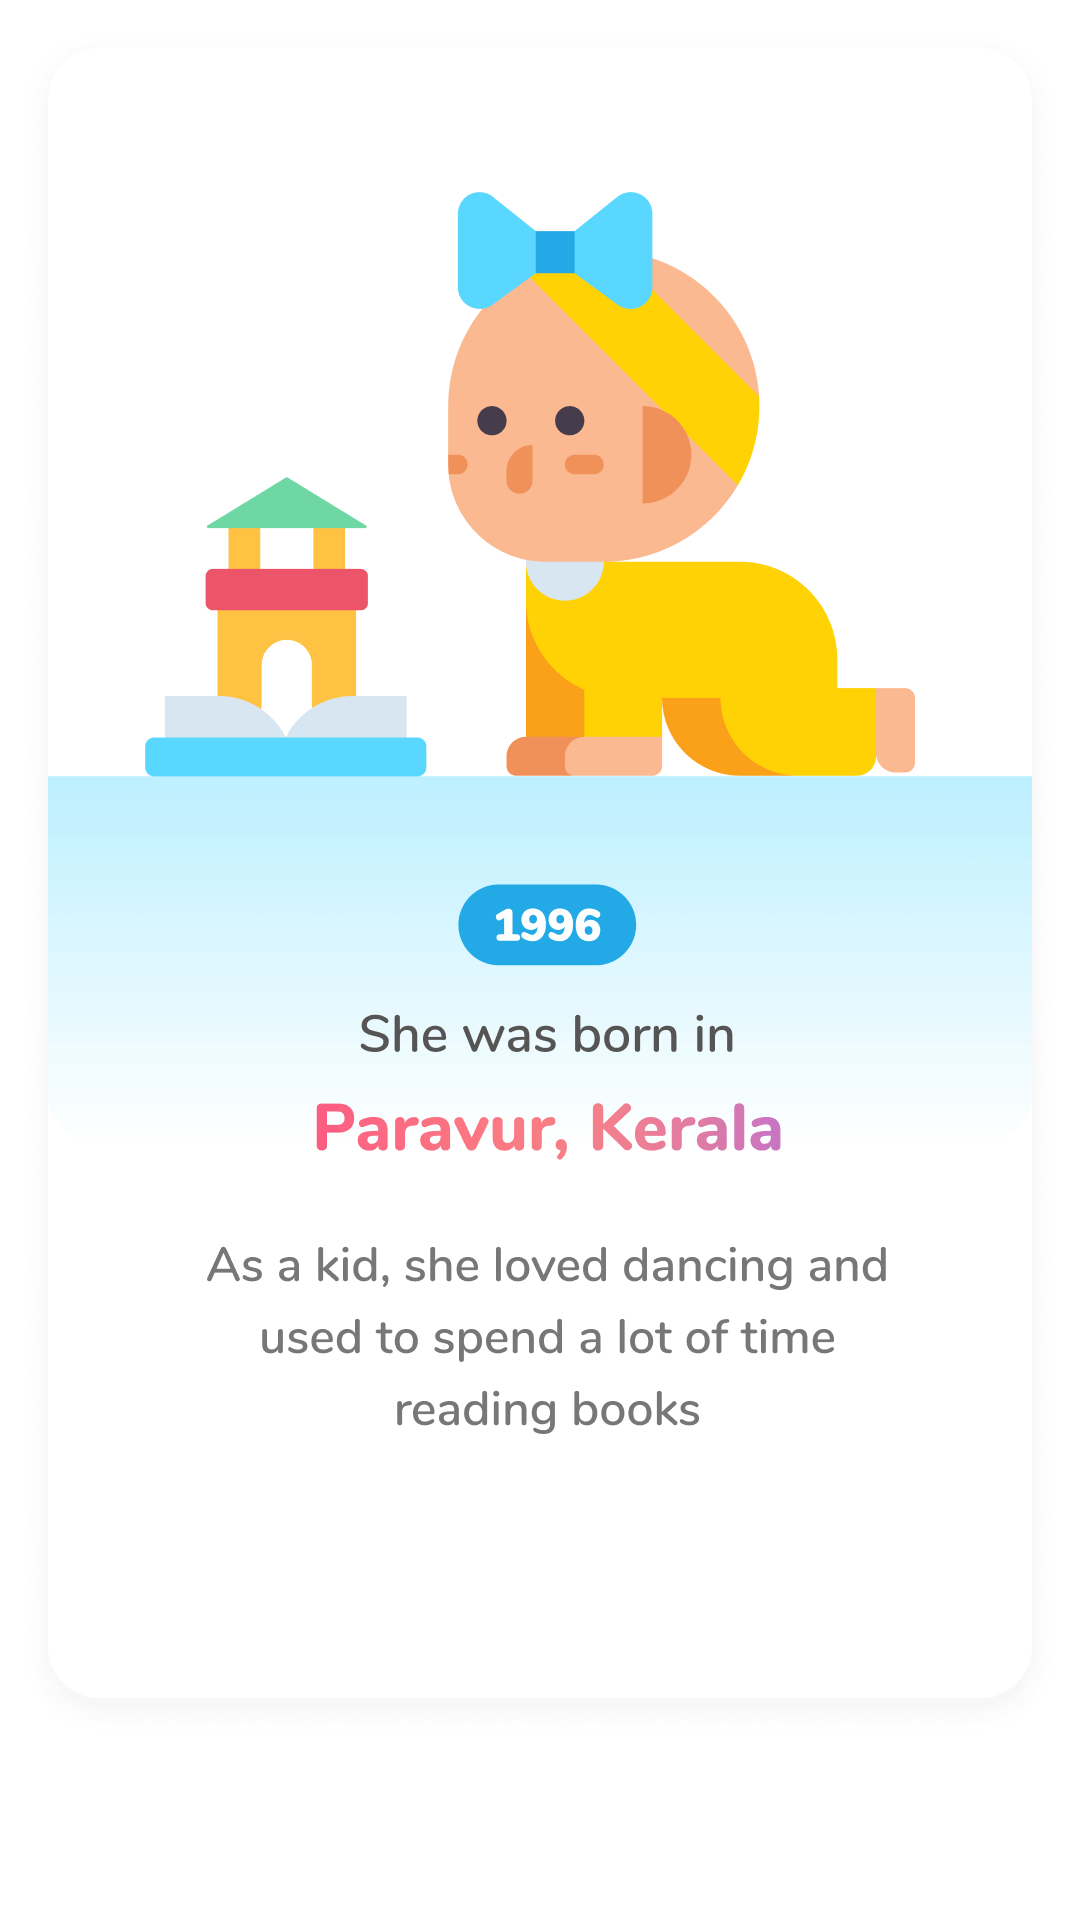 1996
She was born in
Paravur, Kerala
As a kid, she loved dancing and
used to spend a lot of time
reading books